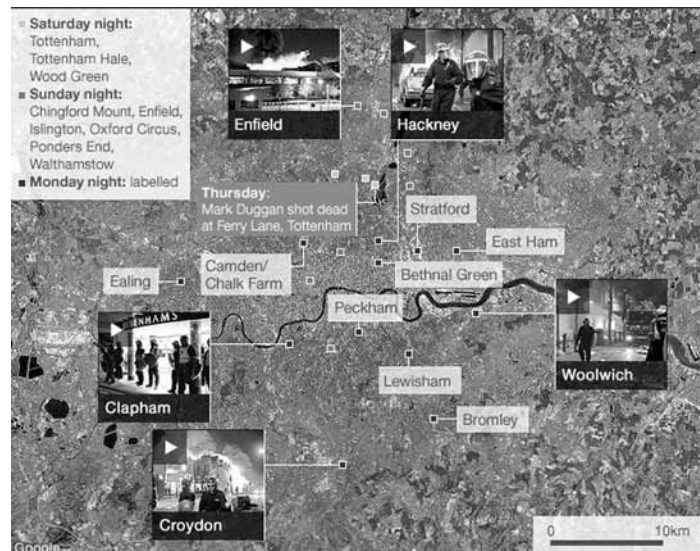 Saturday night:
Tottenham,
Tottenham Hale,
Wood Green
Sunday night:
Chingford Mount, Enfield,
Islington, Oxford Circus,
Ponders End,
Walthamstow
Monday night: labelled
Enfield
Hackney
Thursday:
Mark Duggan shot dead
at Ferry Lane, Tottenham
Stratford
East Ham
Camden/
Chalk Farm
Bethnal Green
Ealing
Peckham
ENHAMS
Clapham
Woolwich
Lewisham
Bromley
Croydon
Google
0 10km